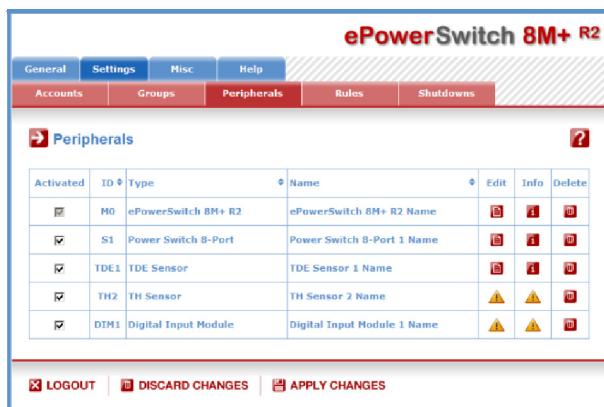 ePowerSwitch 8M+ R2
General Settings Misc Help
Accounts Groups Peripherals Rules Shutdowns
Peripherals ?
Activated ID Type Name Edit Info Delete
M0 ePowerSwitch 8M+ R2 ePowerSwitch 8M+ R2 Name
S1 Power Switch 8-Port Power Switch 8-Port 1 Name
TDE1 TDE Sensor TDE Sensor 1 Name
TH2 TH Sensor TH Sensor 2 Name
DIM1 Digital Input Module Digital Input Module 1 Name
LOGOUT DISCARD CHANGES APPLY CHANGES